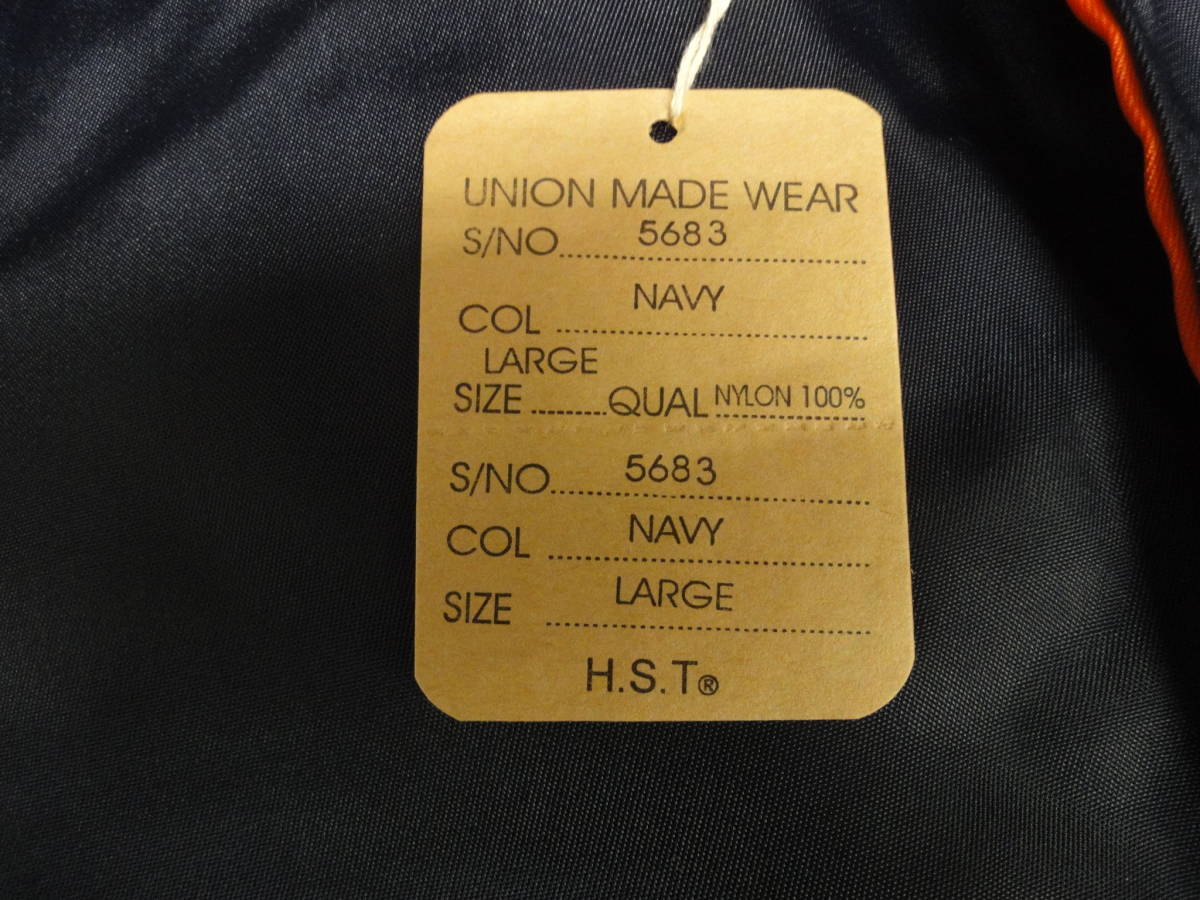 UNION MADE WEAR
S/NO 5683
COL NAVY
LARGE
SIZE QUAL NYLON 100%
S/NO 5683
COL NAVY
SIZE LARGE
H.S.T®